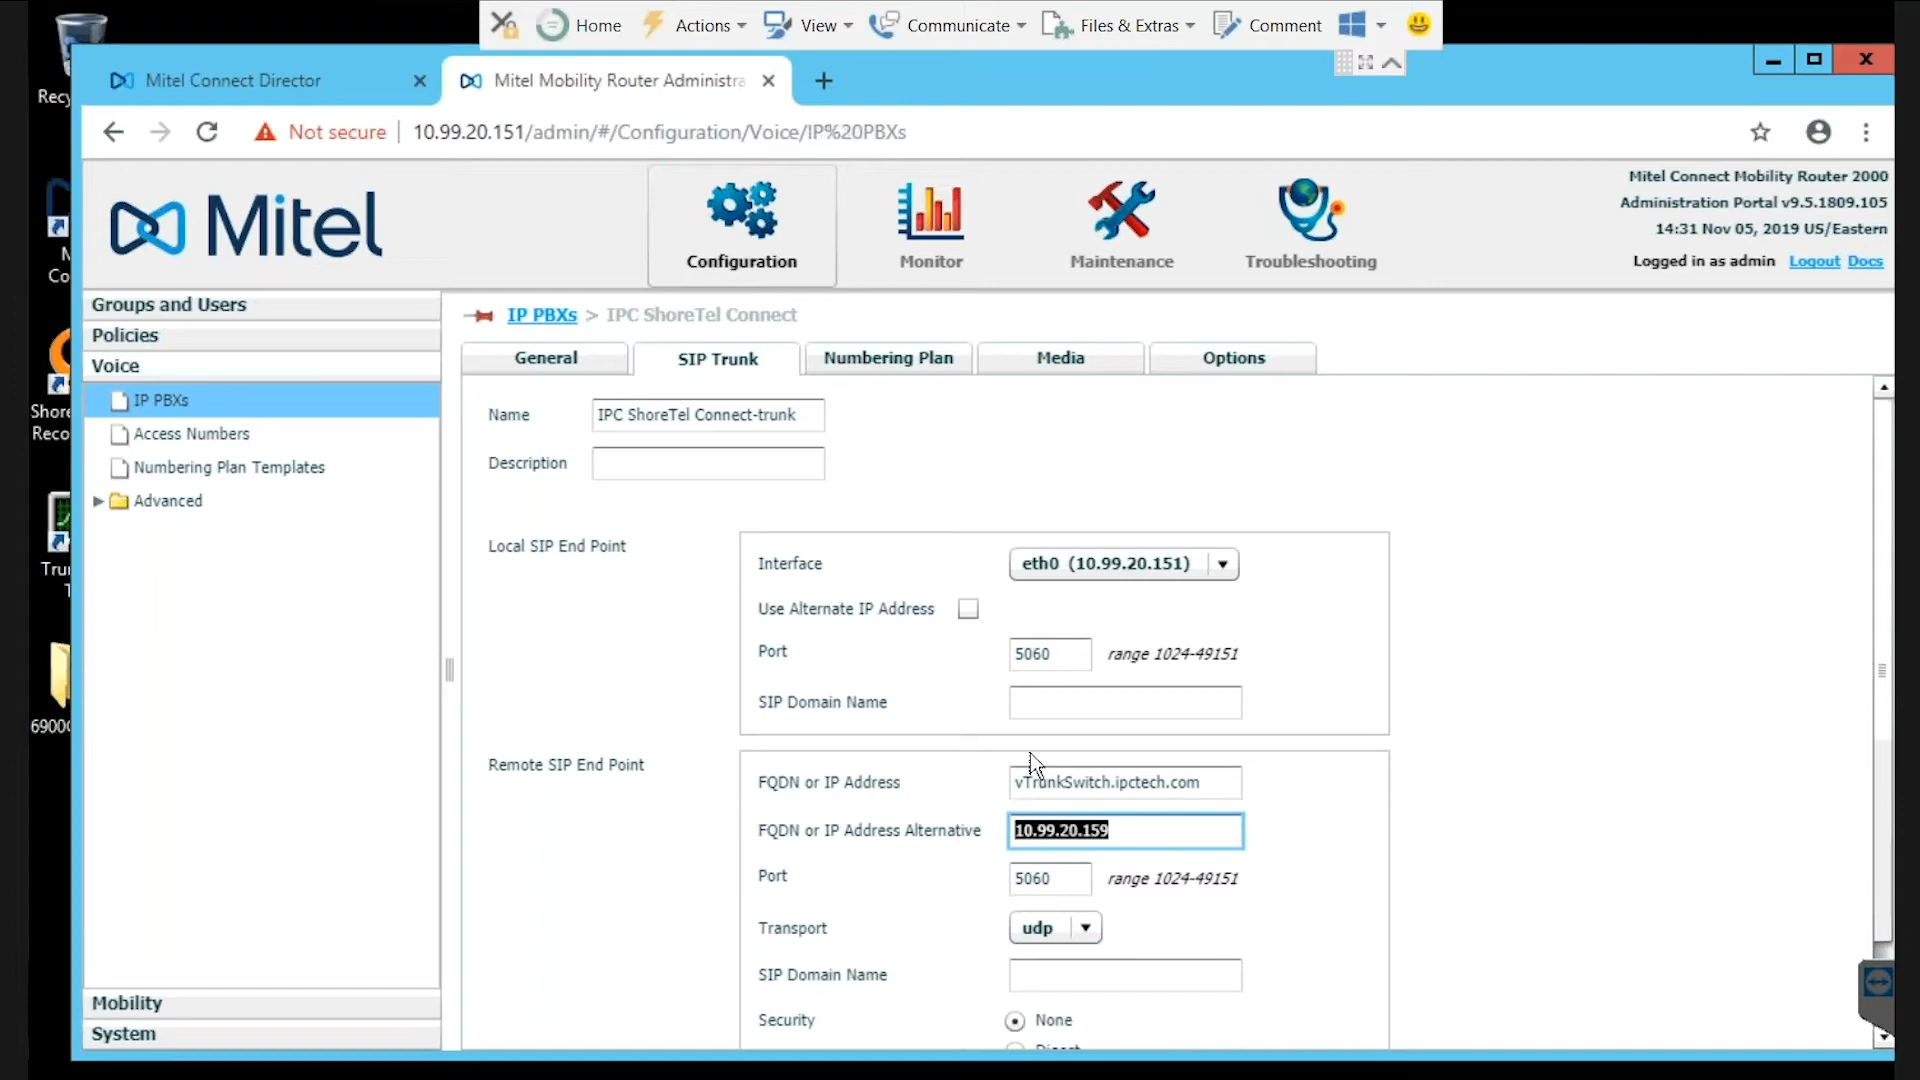 Home
Actions
View
Communicate
Files & Extras
Comment
Mitel Connect Director
Mitel Mobility Router Administra
Not secure
10.99.20.151/admin/#/Configuration/Voice/IP%20PBXs
Mitel
Configuration
Monitor
Maintenance
Troubleshooting
Mitel Connect Mobility Router 2000
Administration Portal v9.5.1809.105
14:31 Nov 05, 2019 US/Eastern
Logged in as admin Logout Docs
Recy
M
Co
Shore
Reco
Trun
T
6900
Groups and Users
Policies
Voice
IP PBXs
Access Numbers
Numbering Plan Templates
Advanced
Mobility
System
IP PBXs > IPC ShoreTel Connect
General
SIP Trunk
Numbering Plan
Media
Options
Name
IPC ShoreTel Connect-trunk
Description
Local SIP End Point
Interface
eth0 (10.99.20.151)
Use Alternate IP Address
Port
5060
range 1024-49151
SIP Domain Name
Remote SIP End Point
FQDN or IP Address
vTrunkSwitch.ipctech.com
FQDN or IP Address Alternative
10.99.20.159
Port
5060
range 1024-49151
Transport
udp
SIP Domain Name
Security
None